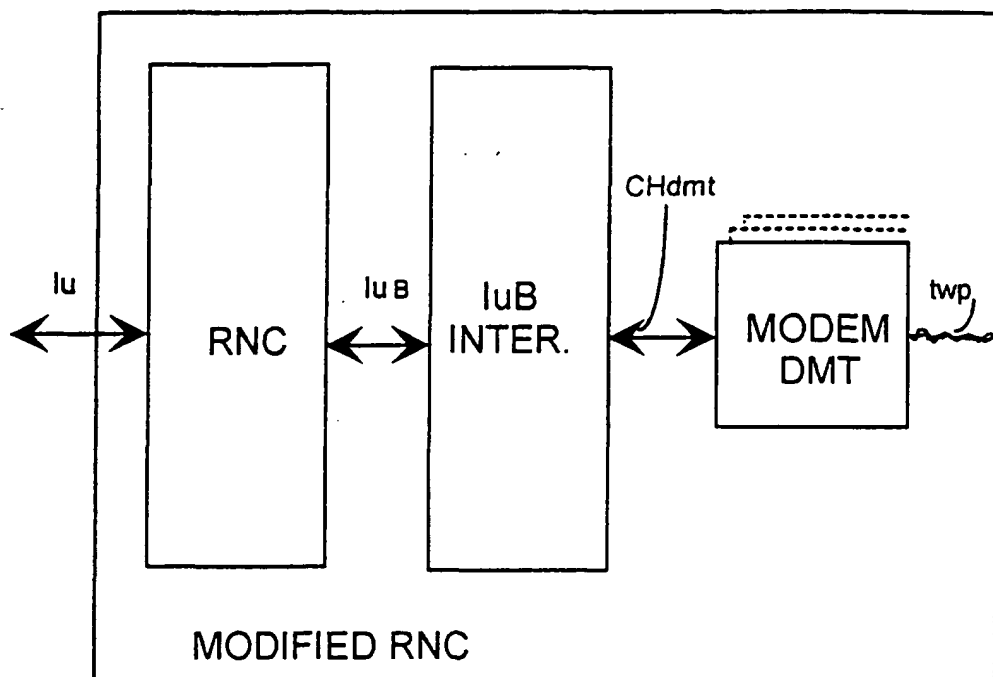 CHdmt
Iu
IuB
IuB
INTER.
twp
RNC
MODEM
DMT
MODIFIED RNC